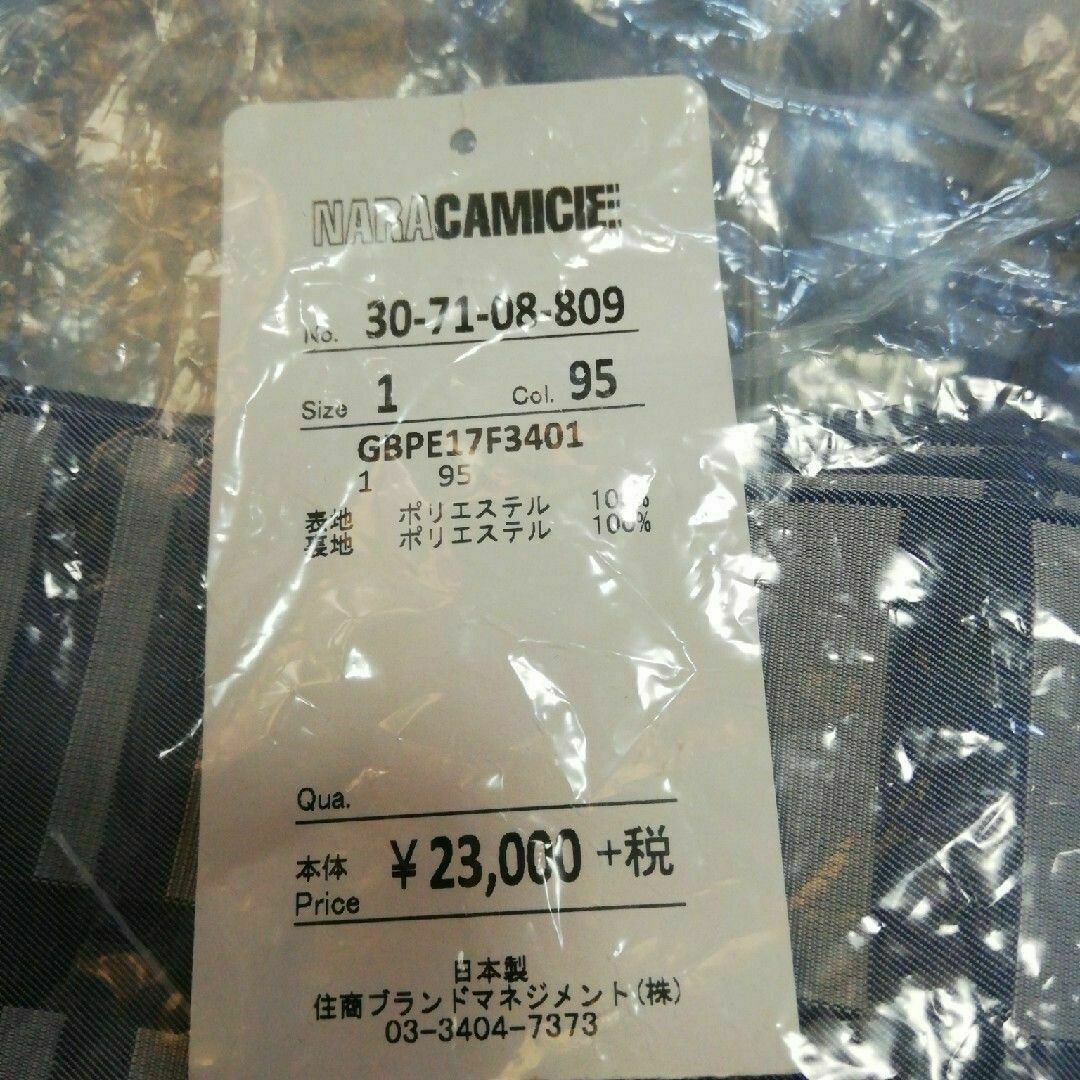 NARACAMICIE
No. 30-71-08-809
Size 1 Col. 95
GBPE17F3401
1 95
表地 ポリエステル 100%
裏地 ポリエステル 100%
Qua.
本体 Price ¥23,000 +税
日本製
住商ブランドマネジメント(株)
03-3404-7373